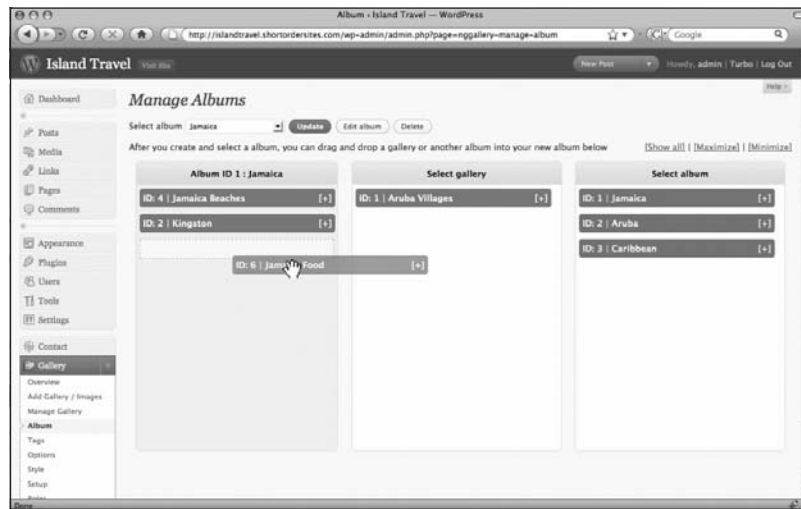 Album ‹ Island Travel — WordPress
http://islandtravel.shortordersites.com/wp-admin/admin.php?page=nggallery-manage-album
Google
Island Travel Visit Site
New Post
Howdy, admin | Turbo | Log Out
Help
Dashboard
Posts
Media
Links
Pages
Comments
Appearance
Plugins
Users
Tools
Settings
Contact
Gallery
Overview
Add Gallery / Images
Manage Gallery
Album
Tags
Options
Style
Setup
Roles
Manage Albums
Select album Jamaica Update Edit album Delete
After you create and select a album, you can drag and drop a gallery or another album into your new album below
[Show all] | [Maximize] | [Minimize]
Album ID 1 : Jamaica
ID: 4 | Jamaica Beaches [+]
ID: 2 | Kingston [+]
ID: 6 | Food [+]
Select gallery
ID: 1 | Aruba Villages [+]
Select album
ID: 1 | Jamaica [+]
ID: 2 | Aruba [+]
ID: 3 | Caribbean [+]
Done